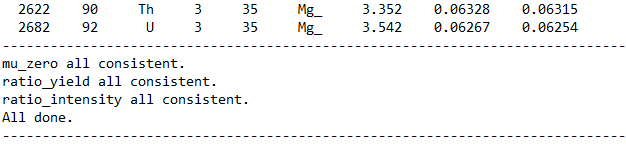 2622 90 Th 3 35 Mg_ 3.352 0.06328 0.06315
2682 92 U 3 35 Mg_ 3.542 0.06267 0.06254
------------------------------------------------------------------------------
mu_zero all consistent.
ratio_yield all consistent.
ratio_intensity all consistent.
All done.
------------------------------------------------------------------------------